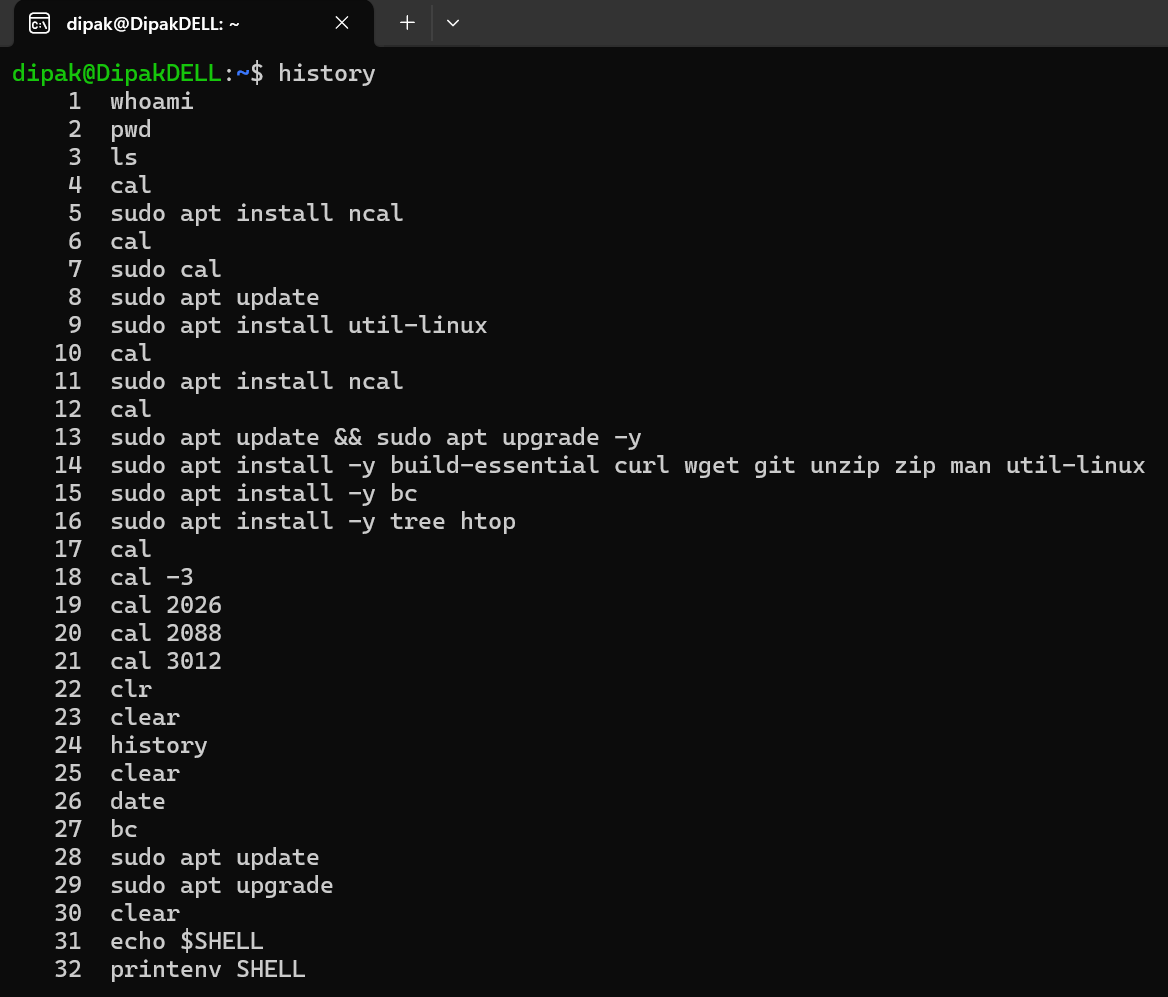 dipak@DipakDELL: ~
dipak@DipakDELL:~$ history
1 whoami
2 pwd
3 ls
4 cal
5 sudo apt install ncal
6 cal
7 sudo cal
8 sudo apt update
9 sudo apt install util-linux
10 cal
11 sudo apt install ncal
12 cal
13 sudo apt update && sudo apt upgrade -y
14 sudo apt install -y build-essential curl wget git unzip zip man util-linux
15 sudo apt install -y bc
16 sudo apt install -y tree htop
17 cal
18 cal -3
19 cal 2026
20 cal 2088
21 cal 3012
22 clr
23 clear
24 history
25 clear
26 date
27 bc
28 sudo apt update
29 sudo apt upgrade
30 clear
31 echo $SHELL
32 printenv SHELL